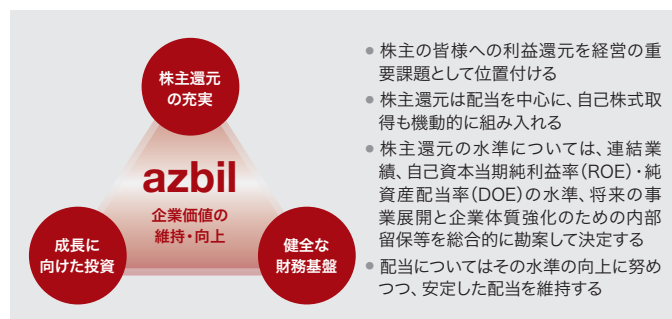 株主還元
の充実
azbil
企業価値の
維持・向上
成長に
向けた投資
健全な
財務基盤
● 株主の皆様への利益還元を経営の重
要課題として位置付ける
● 株主還元は配当を中心に、自己株式取
得も機動的に組み入れる
● 株主還元の水準については、連結業
績、自己資本当期純利益率(ROE)・純
資産配当率(DOE)の水準、将来の事
業展開と企業体質強化のための内部
留保等を総合的に勘案して決定する
● 配当についてはその水準の向上に努め
つつ、安定した配当を維持する